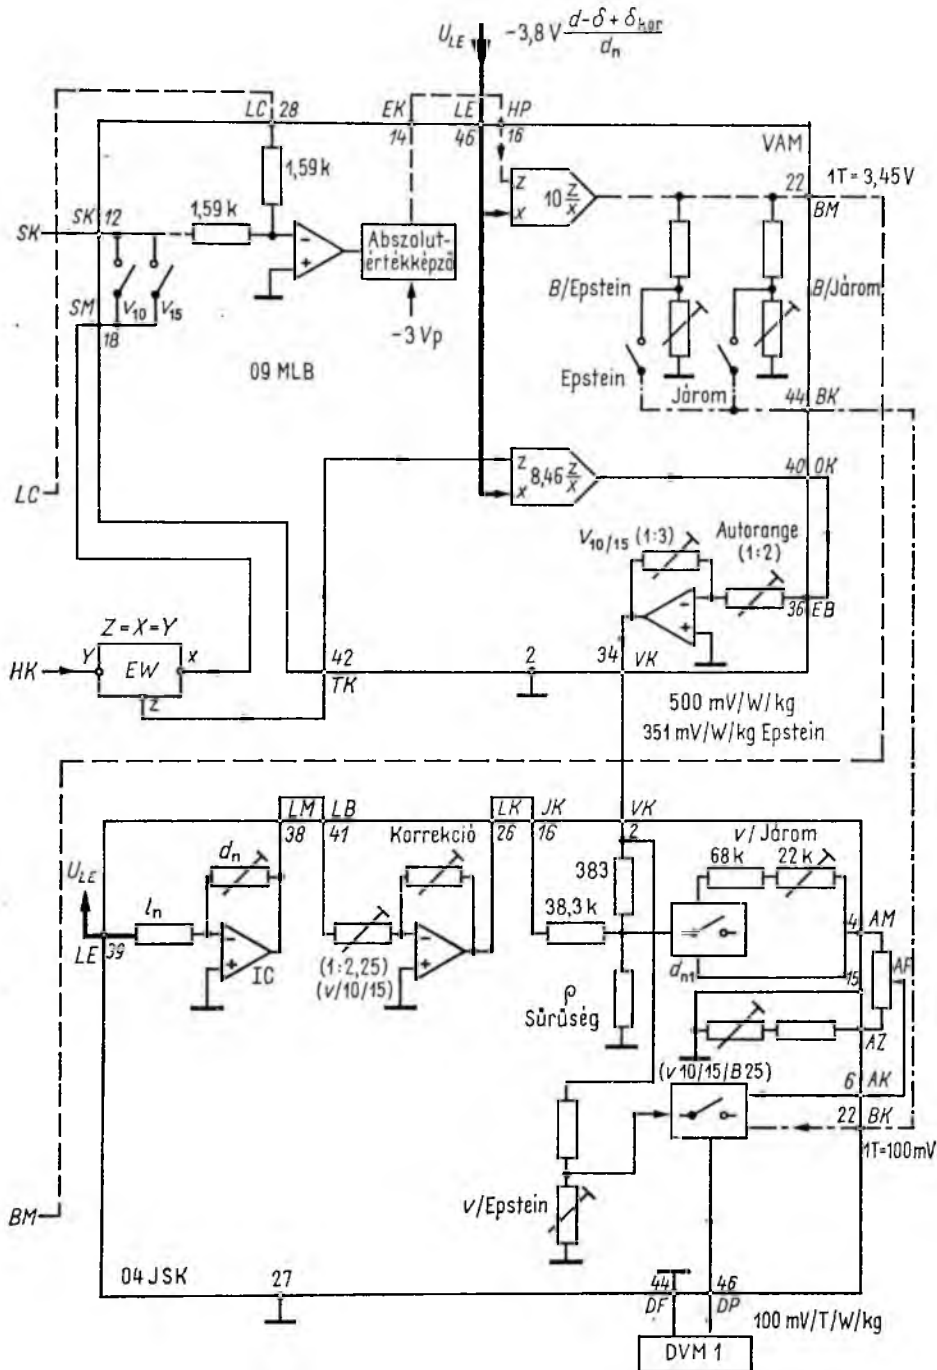 U_LE -3,8 V (d-δ+δ_kor)/d_n
LC 28 EK 14 LE 46 HP 16
VAM
1,59 k
Z
X
10 Z/X
22
1T = 3,45 V
BM
SK
SK 12
1,59 k
-
+
Abszolut-
értékképző
-3 Vp
V10 V15
SM
18
B/Epstein
B/Járom
09 MLB
Epstein
Járom
44 BK
Z
X
8,46 Z/X
40 OK
LC
V10/15 (1:3)
Autorange
(1:2)
-
+
36 EB
Z = X = Y
HK
Y EW X
Z
42
TK
2
34 VK
500 mV/W/kg
351 mV/W/kg Epstein
LM LB
38 41
LK JK
26 16
VK
2
Korrekció
v/Járom
68 k 22 k
U_LE
d_n
l_n
LE 39
-
+
IC
(1:2,25)
(v/10/15)
-
+
383
38,3 k
d_n1
4 AM
15
AP
ρ
Sűrűség
AZ
(v10/15/B25)
6 AK
22 BK
1T=100mV
v/Epstein
BM
04 JSK
27
44
DF
46
DP
100 mV/T/W/kg
DVM 1